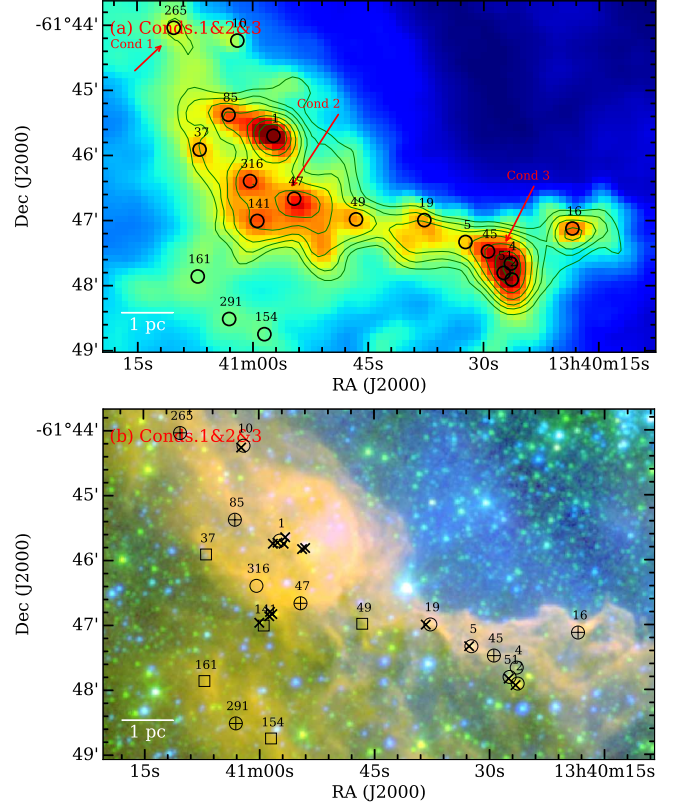 265
10
(a) Conds.1&2&3
-61°44'
Cond 1
45'
85
Cond 2
1
37
46'
316
47
Cond 3
141
49
19
16
47'
5
45
4
161
48'
291
154
1 pc
49'
15s
41m00s
45s
30s
13h40m15s
RA (J2000)
Dec (J2000)
265
10
(b) Conds.1&2&3
-61°44'
45'
85
1
37
46'
316
47
141
49
19
16
47'
5
45
4
161
51
2
48'
291
154
1 pc
49'
15s
41m00s
45s
30s
13h40m15s
RA (J2000)
Dec (J2000)